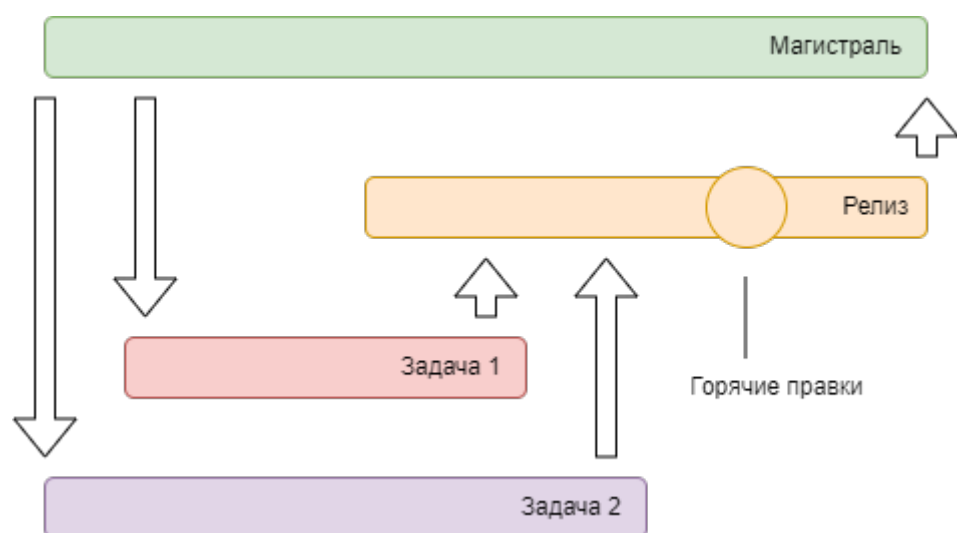 Магистраль
Релиз
Задача 1
Горячие правки
Задача 2